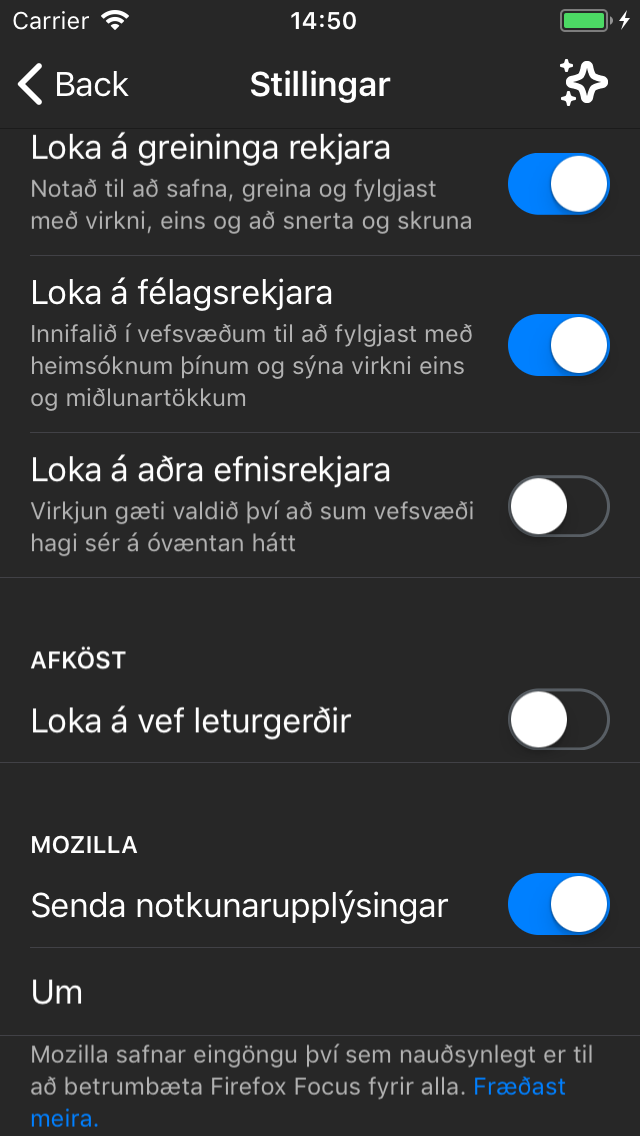 Carrier 14:50
Back Stillingar
Loka á greininga rekjara
Notað til að safna, greina og fylgjast
með virkni, eins og að snerta og skruna
Loka á félagsrekjara
Innifalið í vefsvæðum til að fylgjast með
heimsóknum þínum og sýna virkni eins
og miðlunartökkum
Loka á aðra efnisrekjara
Virkjun gæti valdið því að sum vefsvæði
hagi sér á óvæntan hátt
AFKÖST
Loka á vef leturgerðir
MOZILLA
Senda notkunarupplýsingar
Um
Mozilla safnar eingöngu því sem nauðsynlegt er til
að betrumbæta Firefox Focus fyrir alla. Fræðast
meira.